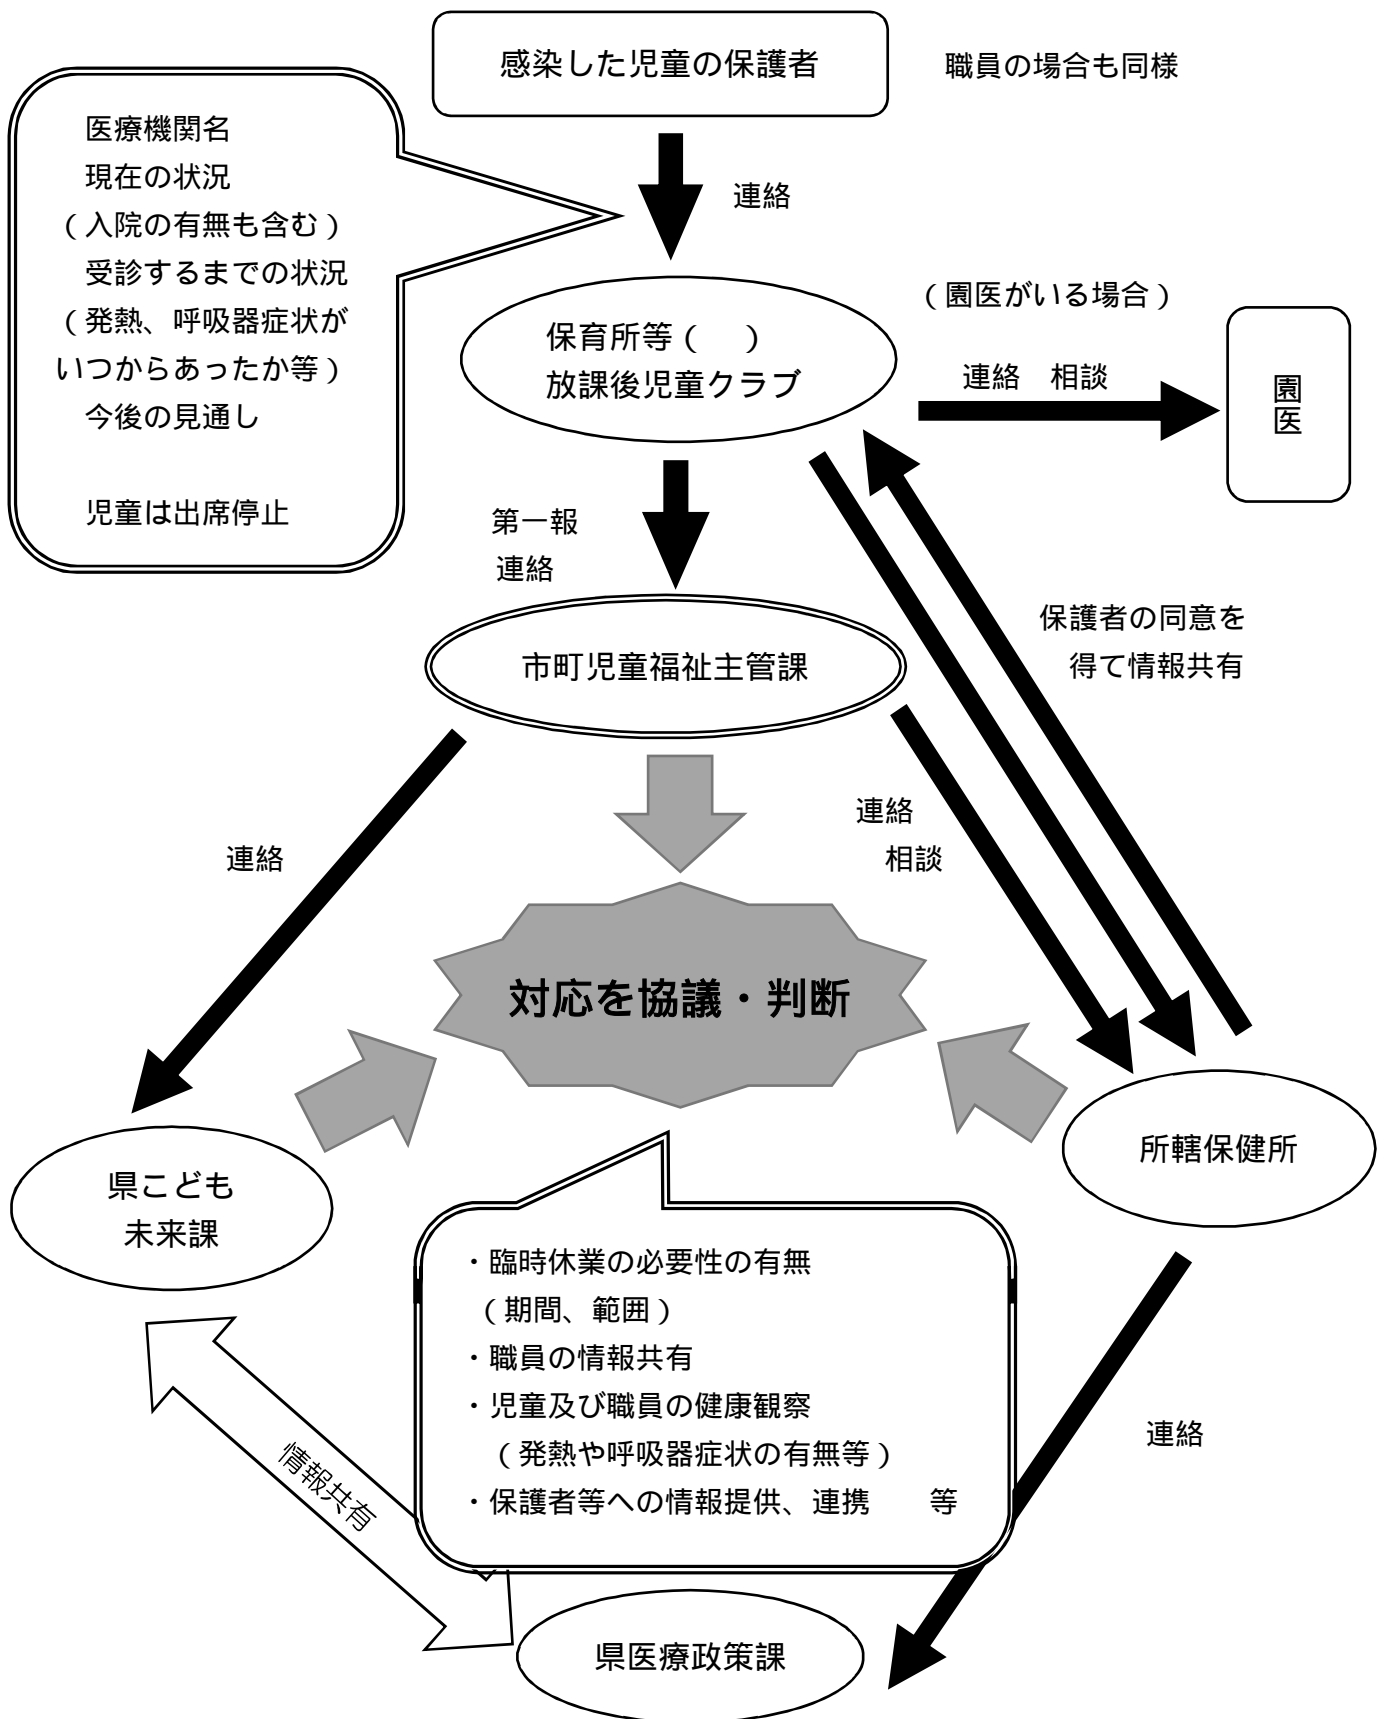 感染した児童の保護者
職員の場合も同様
医療機関名
現在の状況
（入院の有無も含む）
受診するまでの状況
（発熱、呼吸器症状が
いつからあったか等）
今後の見通し
児童は出席停止
連絡
（園医がいる場合）
保育所等（　）
放課後児童クラブ
連絡　相談
園医
第一報
連絡
保護者の同意を
得て情報共有
市町児童福祉主管課
連絡
相談
連絡
対応を協議・判断
所轄保健所
県こども
未来課
・臨時休業の必要性の有無
（期間、範囲）
・職員の情報共有
・児童及び職員の健康観察
（発熱や呼吸器症状の有無等）
・保護者等への情報提供、連携　　等
連絡
情報共有
県医療政策課